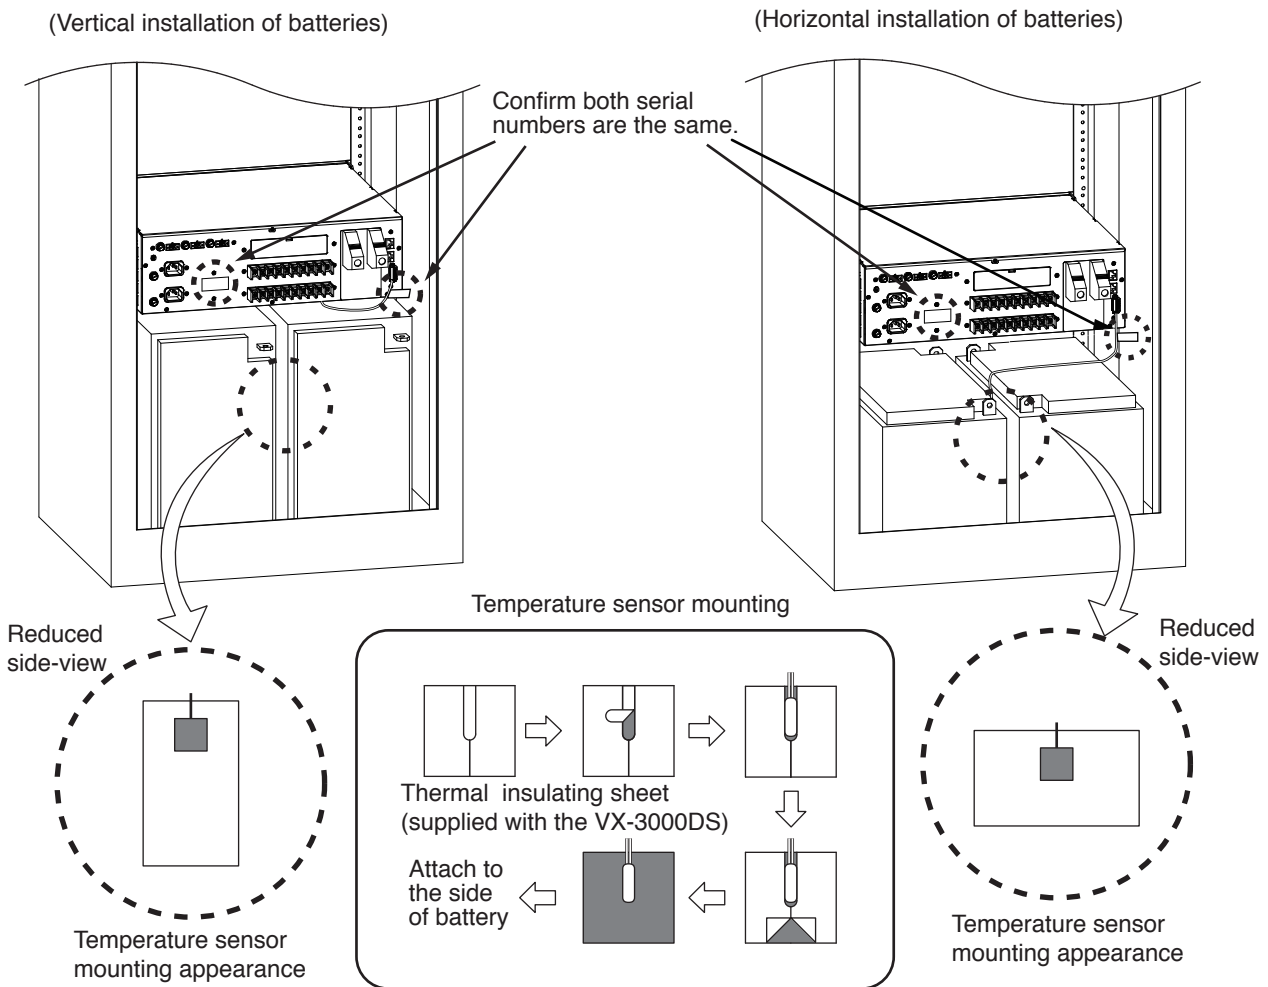 (Vertical installation of batteries)
(Horizontal installation of batteries)
Confirm both serial
numbers are the same.
Temperature sensor mounting
Reduced
side-view
Reduced
side-view
Thermal insulating sheet
(supplied with the VX-3000DS)
Attach to
the side
of battery
Temperature sensor
mounting appearance
Temperature sensor
mounting appearance